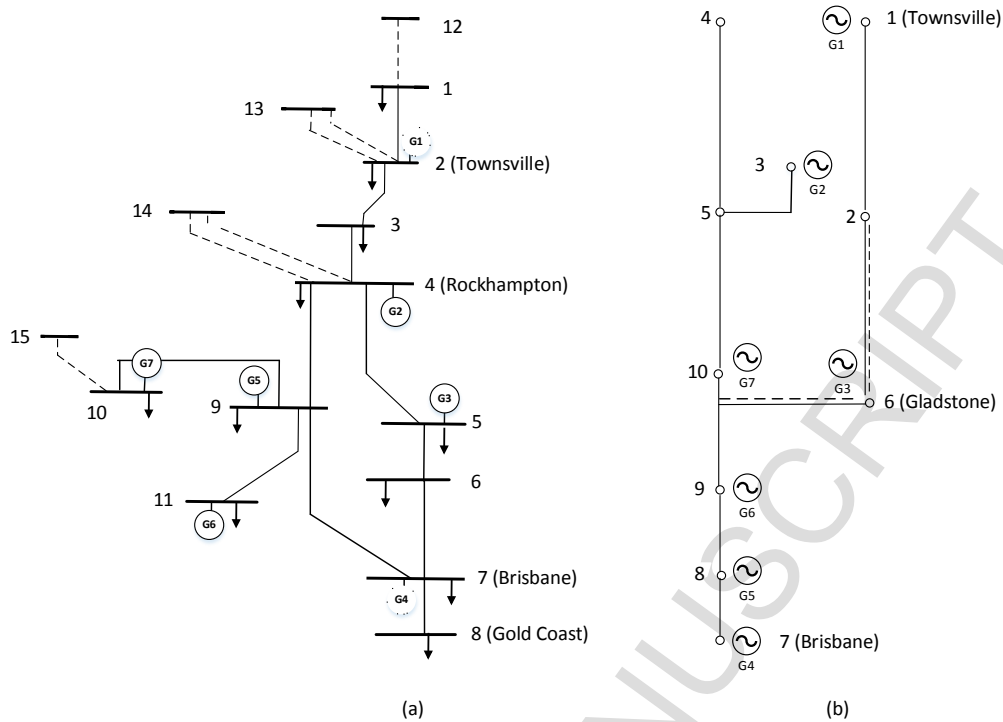 12
1
13
G1
2 (Townsville)
14
3
4 (Rockhampton)
G2
15
G7
G5
G3
10
9
5
11
6
G6
7 (Brisbane)
G4
8 (Gold Coast)
(a)
4
1 (Townsville)
G1
3
G2
5
2
10
G7
G3
6 (Gladstone)
9
G6
8
G5
7 (Brisbane)
G4
(b)
NUSCRIPT